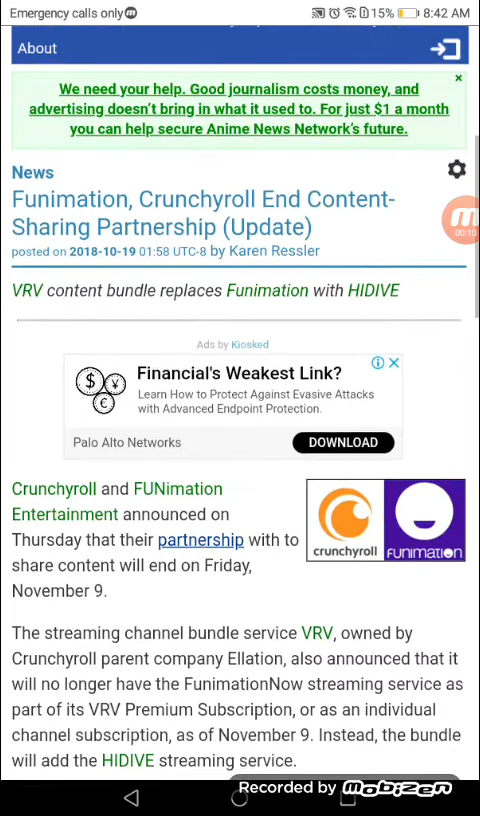 Emergency calls only 15% 8:42 AM
About
We need your help. Good journalism costs money, and
advertising doesn't bring in what it used to. For just $1 a month
you can help secure Anime News Network's future.
×
News
Funimation, Crunchyroll End Content-
Sharing Partnership (Update)
posted on 2018-10-19 01:58 UTC-8 by Karen Ressler
00:10
VRV content bundle replaces Funimation with HIDIVE
Ads by Kiosked
Financial's Weakest Link?
Learn How to Protect Against Evasive Attacks
with Advanced Endpoint Protection.
Palo Alto Networks DOWNLOAD
Crunchyroll and FUNimation
Entertainment announced on
Thursday that their partnership with to
share content will end on Friday,
November 9.
crunchyroll FUNIMATION
The streaming channel bundle service VRV, owned by
Crunchyroll parent company Ellation, also announced that it
will no longer have the FunimationNow streaming service as
part of its VRV Premium Subscription, or as an individual
channel subscription, as of November 9. Instead, the bundle
will add the HIDIVE streaming service.
Recorded by mobizen